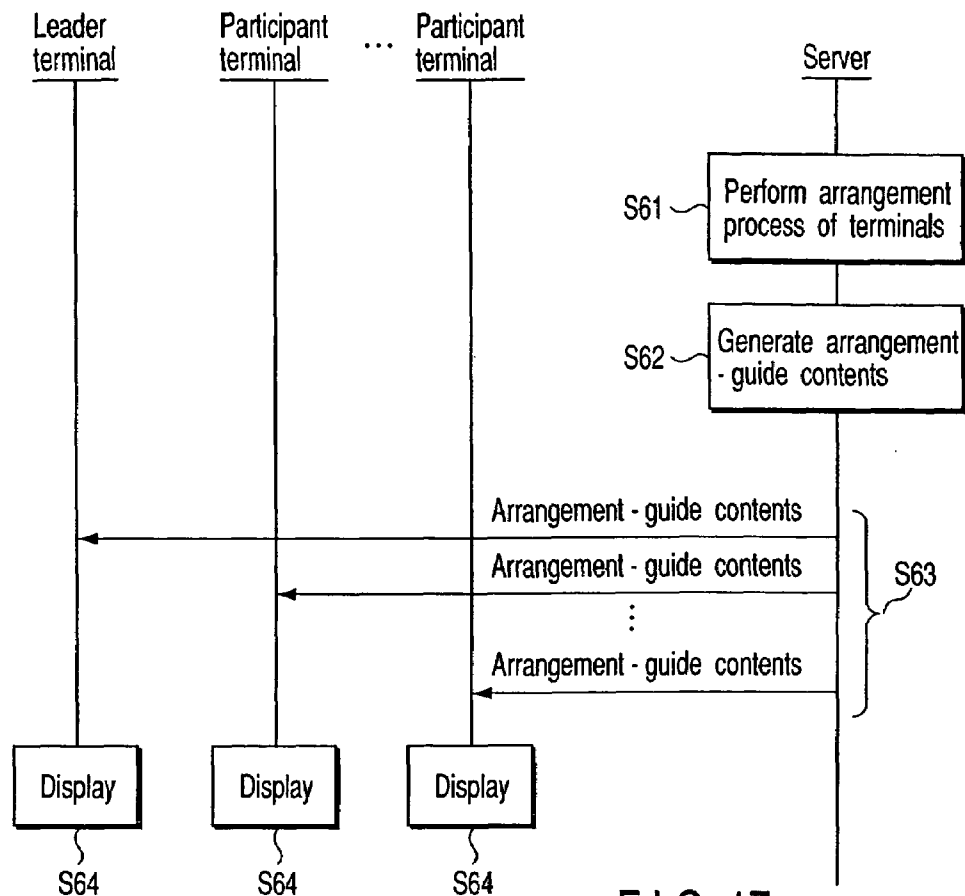 Leader
terminal
Participant
terminal
...
Participant
terminal
Server
S61
Perform arrangement
process of terminals
S62
Generate arrangement
- guide contents
Arrangement - guide contents
Arrangement - guide contents
S63
Arrangement - guide contents
Display
Display
Display
S64
S64
S64